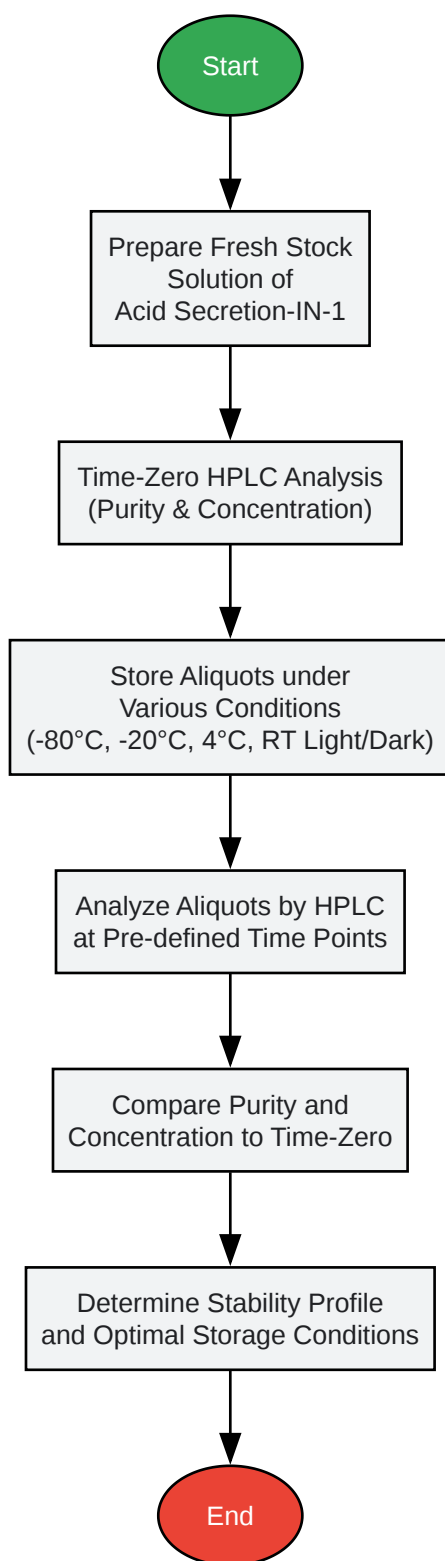 Start
Prepare Fresh Stock
Solution of
Acid Secretion-IN-1
Time-Zero HPLC Analysis
(Purity & Concentration)
Store Aliquots under
Various Conditions
(-80°C, -20°C, 4°C, RT Light/Dark)
Analyze Aliquots by HPLC
at Pre-defined Time Points
Compare Purity and
Concentration to Time-Zero
Determine Stability Profile
and Optimal Storage Conditions
End